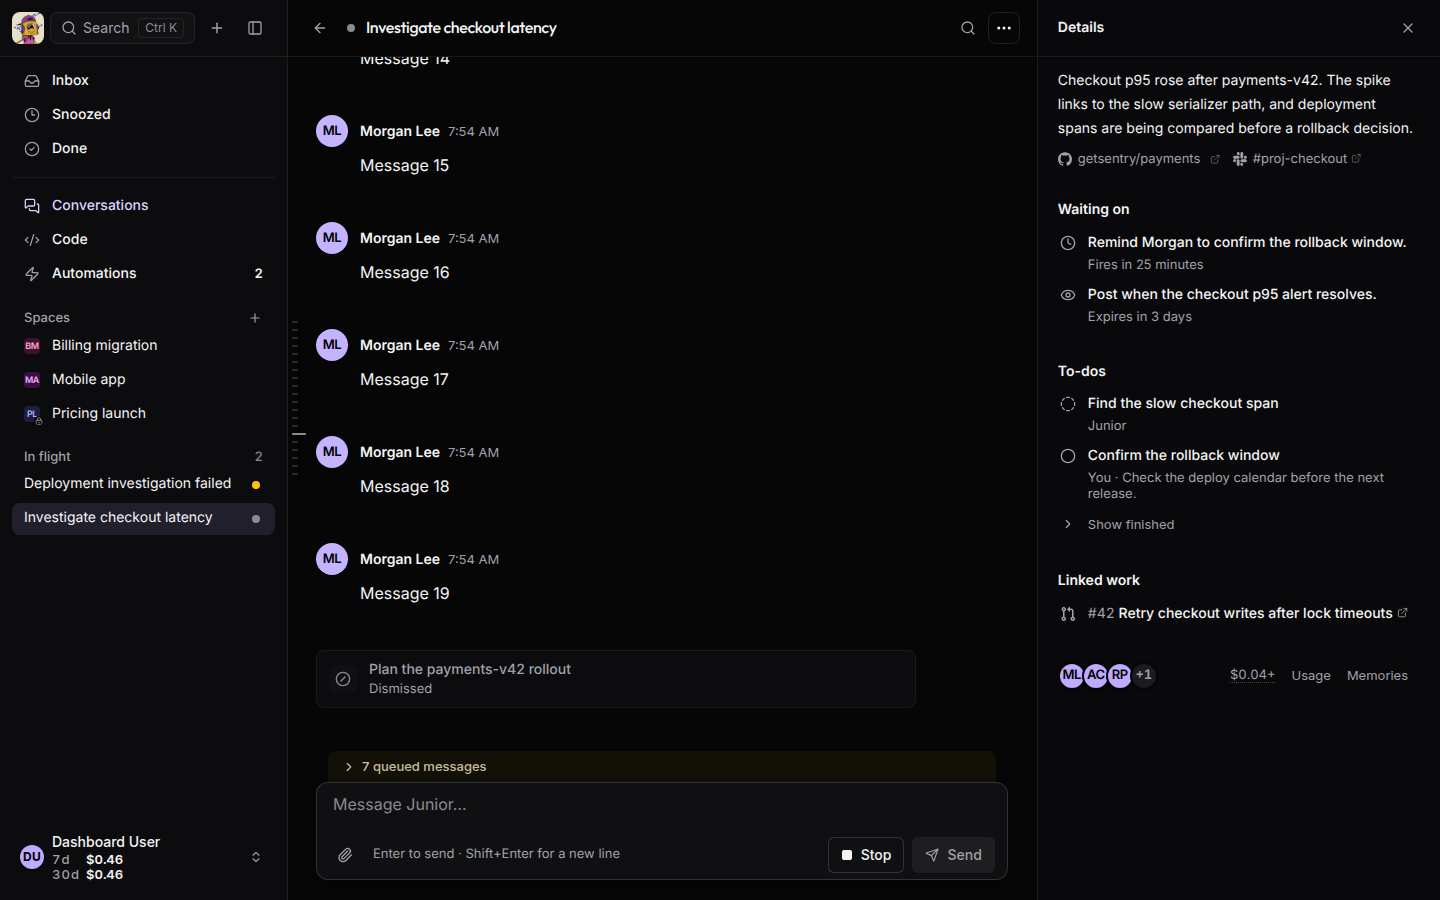 Search Ctrl K
Inbox
Snoozed
Done
Conversations
Code
Automations 2
Spaces
BM Billing migration
MA Mobile app
PL Pricing launch
In flight 2
Deployment investigation failed
Investigate checkout latency
DU Dashboard User
7d $0.46
30d $0.46
Investigate checkout latency
Message 14
ML Morgan Lee 7:54 AM
Message 15
ML Morgan Lee 7:54 AM
Message 16
ML Morgan Lee 7:54 AM
Message 17
ML Morgan Lee 7:54 AM
Message 18
ML Morgan Lee 7:54 AM
Message 19
Plan the payments-v42 rollout
Dismissed
7 queued messages
Message Junior...
Enter to send · Shift+Enter for a new line
Stop Send
Details
Checkout p95 rose after payments-v42. The spike
links to the slow serializer path, and deployment
spans are being compared before a rollback decision.
getsentry/payments #proj-checkout
Waiting on
Remind Morgan to confirm the rollback window.
Fires in 25 minutes
Post when the checkout p95 alert resolves.
Expires in 3 days
To-dos
Find the slow checkout span
Junior
Confirm the rollback window
You · Check the deploy calendar before the next
release.
Show finished
Linked work
#42 Retry checkout writes after lock timeouts
ML AC RP +1 $0.04+ Usage Memories